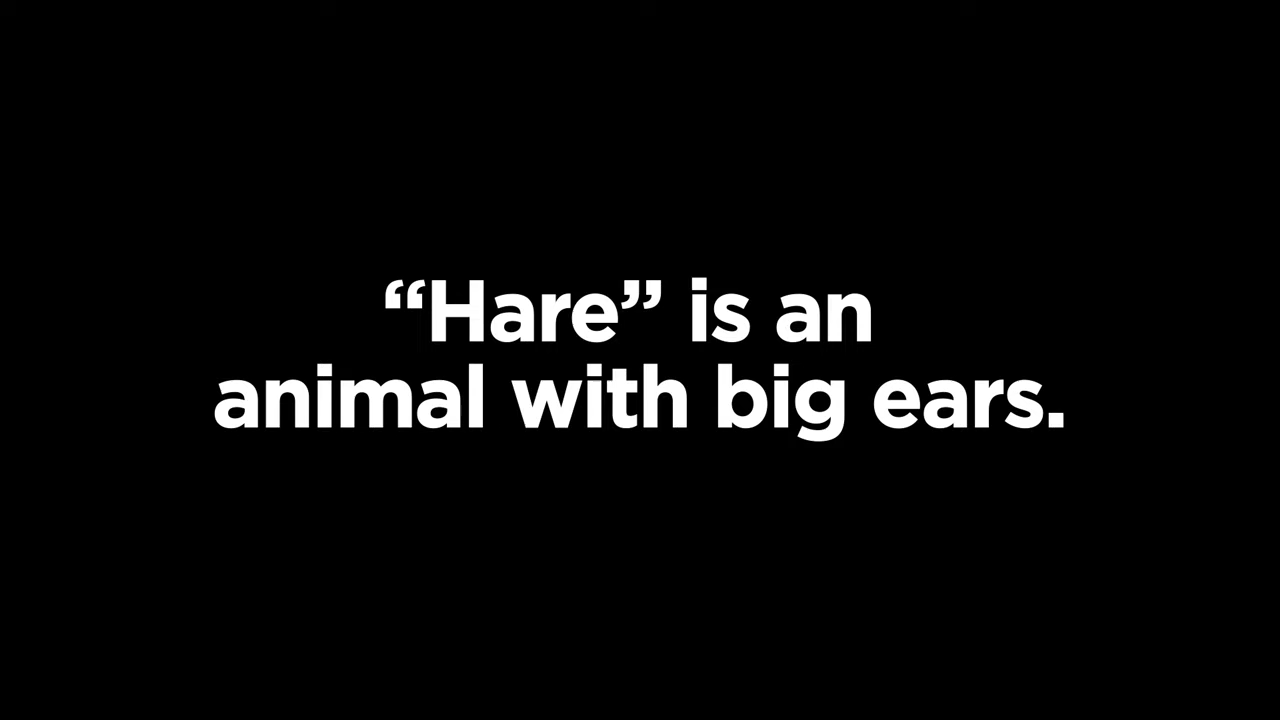 “Hare” is an
animal with big ears.